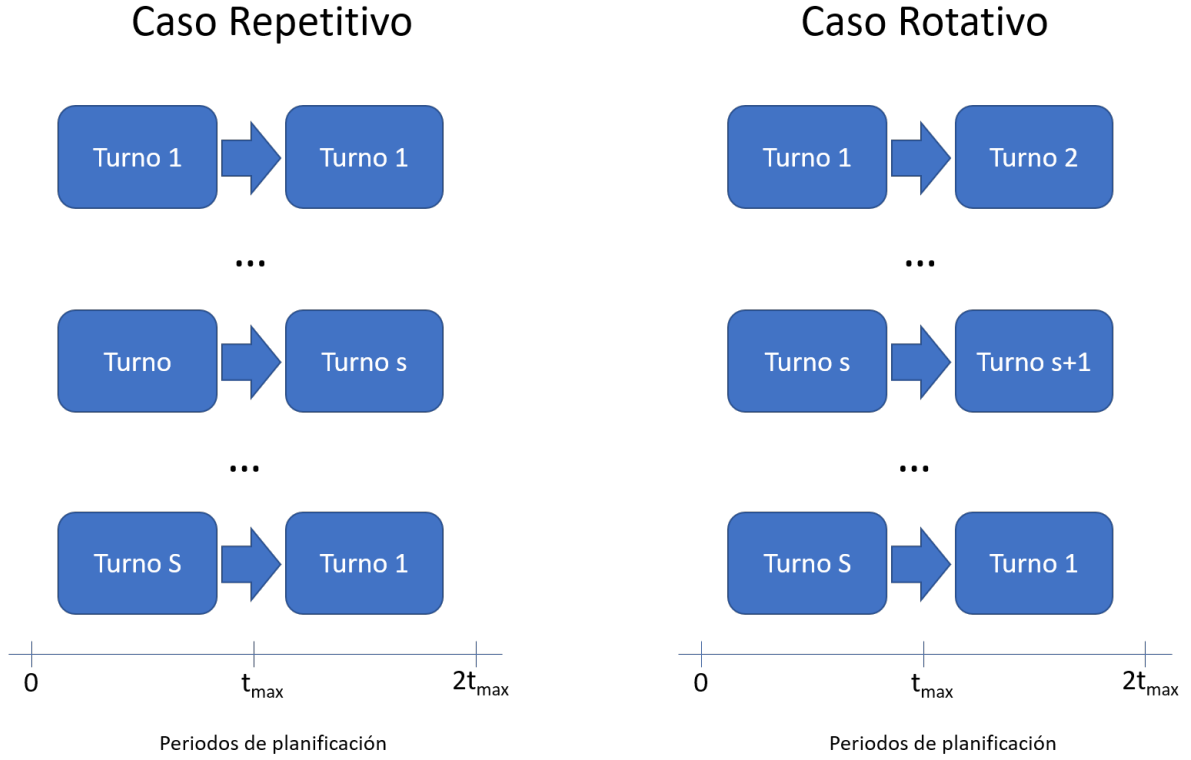 Caso Repetitivo
Turno 1
Turno 1
...
Turno
Turno s
...
Turno S
Turno 1
0
tmax
2tmax
Periodos de planificación
Caso Rotativo
Turno 1
Turno 2
...
Turno s
Turno s+1
...
Turno S
Turno 1
0
tmax
2tmax
Periodos de planificación